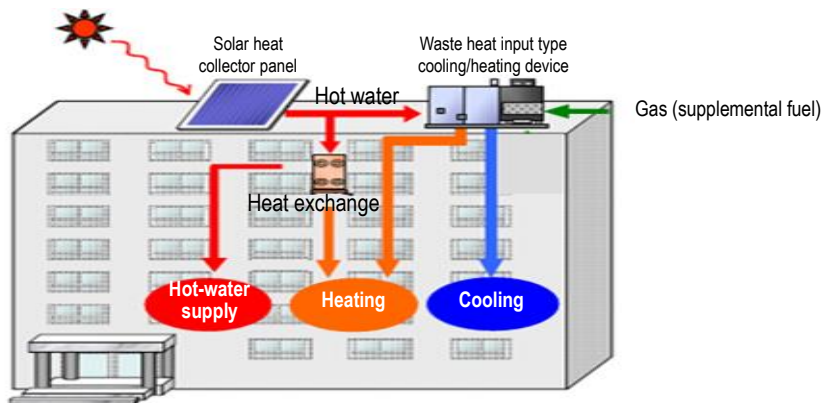 Solar heat
collector panel
Waste heat input type
cooling/heating device
Hot water
Gas (supplemental fuel)
Heat exchange
Hot-water
supply
Heating
Cooling